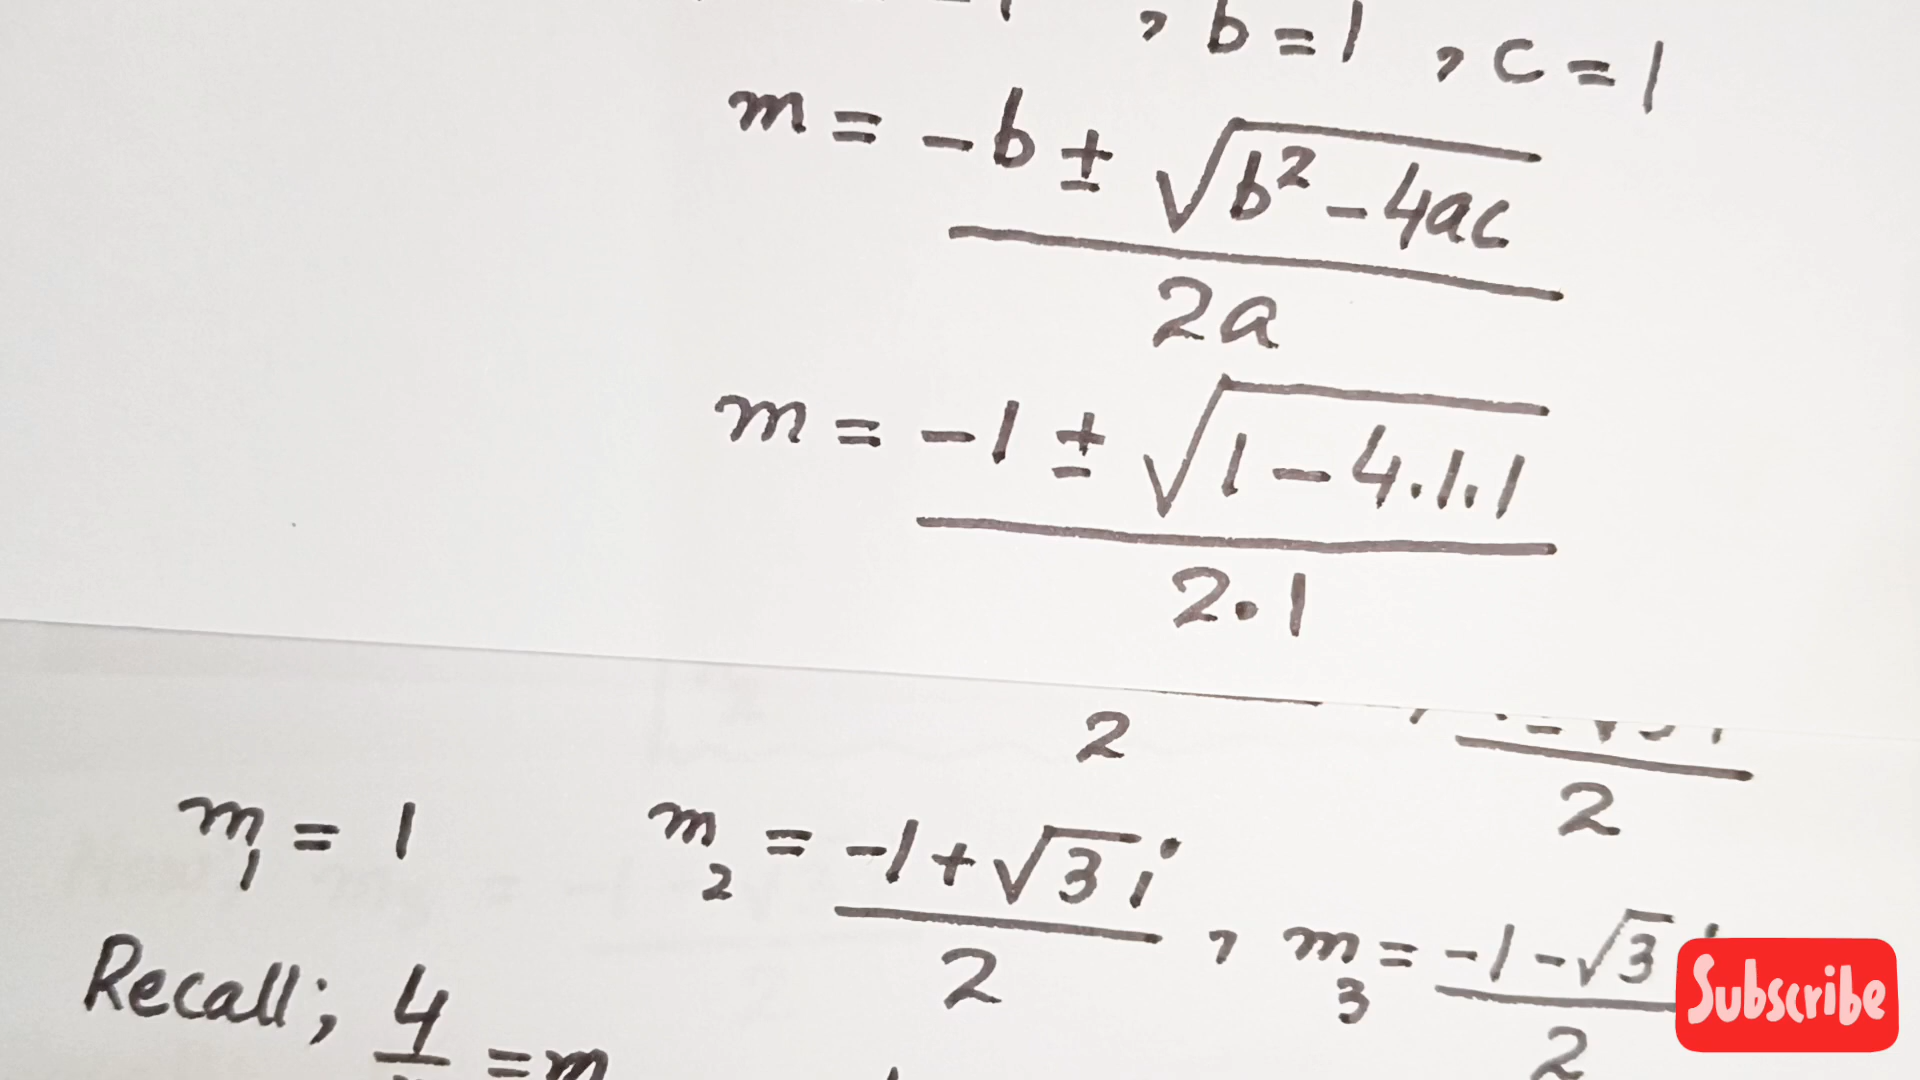 , b = 1 , c = 1
m = -b ± √b² - 4ac
2a
m = -1 ± √1 - 4.1.1
2.1
2
2
m₁ = 1 m₂ = -1 + √3 i , m₃ = -1 - √3
2 2
Recall; 4
= m
Subscribe